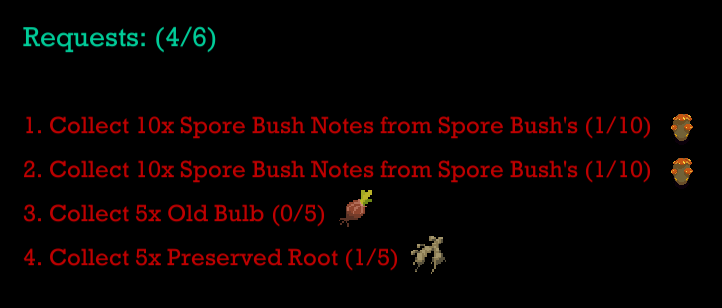 Requests: (4/6)
1. Collect 10x Spore Bush Notes from Spore Bush's (1/10)
2. Collect 10x Spore Bush Notes from Spore Bush's (1/10)
3. Collect 5x Old Bulb (0/5)
4. Collect 5x Preserved Root (1/5)